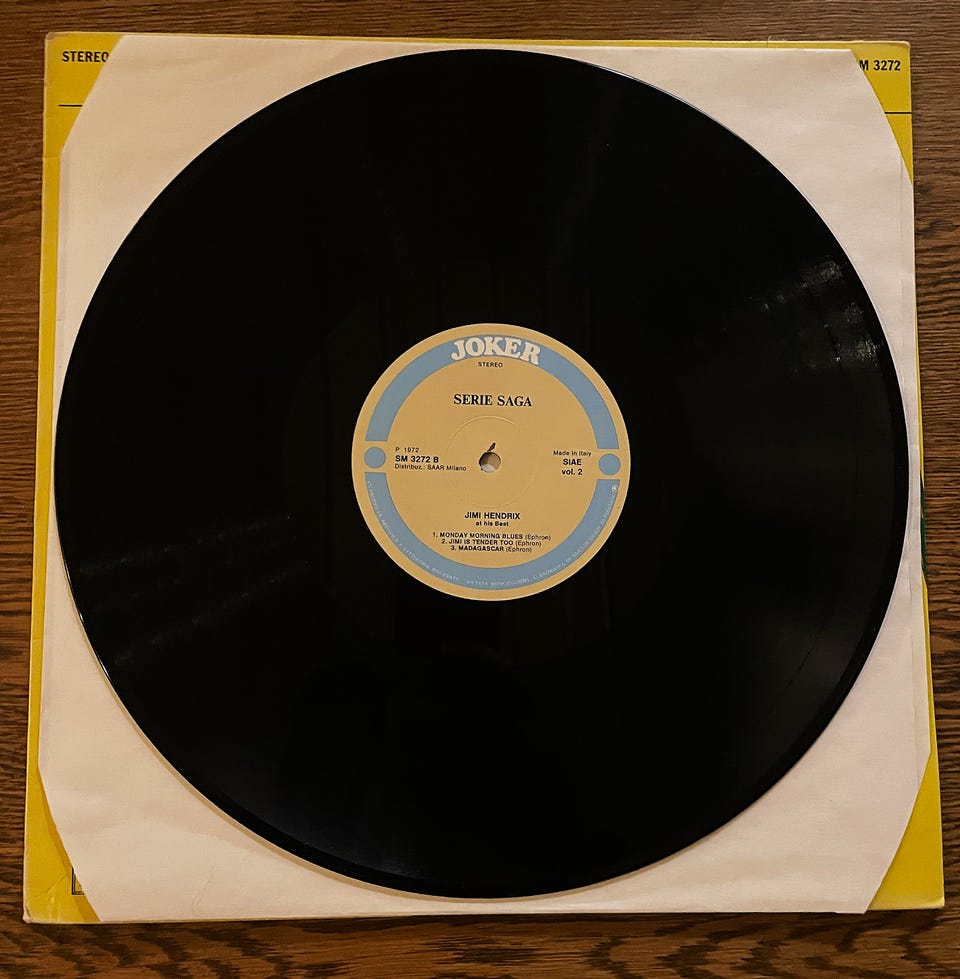 STEREO
M 3272
JOKER
STEREO
SERIE SAGA
P 1972
SM 3272 B
Distribuz.: SAAR Milano
Made in Italy
SIAE
vol. 2
JIMI HENDRIX
at his Best
1. MONDAY MORNING BLUES (Ephron)
2. JIMI IS TENDER TOO (Ephron)
3. MADAGASCAR (Ephron)